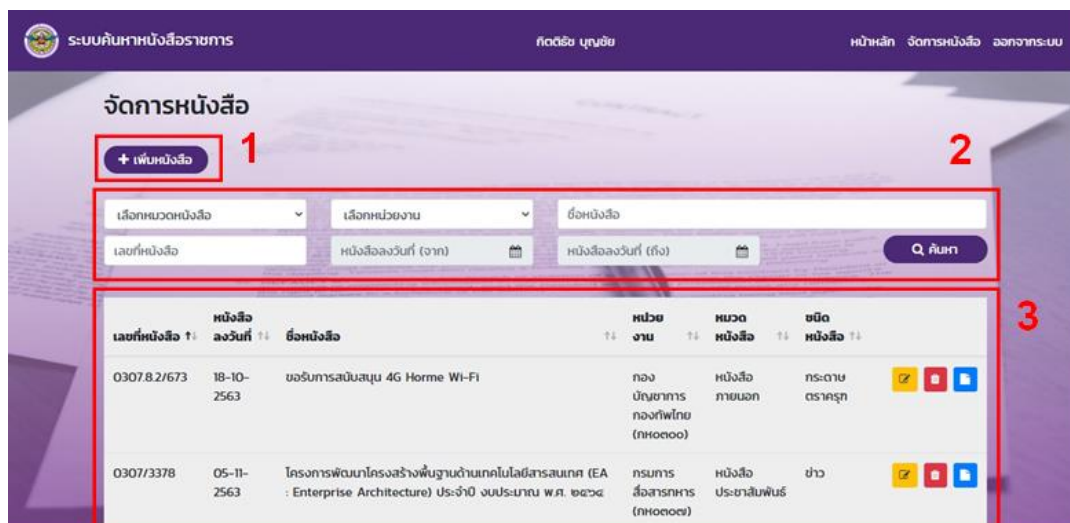 ระบบค้นหาหนังสือราชการ กิตติธัช บุญชัย หน้าหลัก จัดการหนังสือ ออกจากระบบ
จัดการหนังสือ
+ เพิ่มหนังสือ 1
2
เลือกหมวดหนังสือ เลือกหน่วยงาน ชื่อหนังสือ
เลขที่หนังสือ หนังสือลงวันที่ (จาก) หนังสือลงวันที่ (ถึง) ค้นหา
3
หนังสือ หน่วย หมวด ชนิด
เลขที่หนังสือ ลงวันที่ ชื่อหนังสือ งาน หนังสือ หนังสือ
0307.8.2/673 18-10- ขอรับการสนับสนุน 4G Horme Wi-Fi กอง หนังสือ กระดาษ
2563 บัญชาการ ภายนอก ตราครุฑ
กองทัพไทย
0307/3378 05-11- โครงการพัฒนาโครงสร้างพื้นฐานด้านเทคโนโลยีสารสนเทศ (EA กรมการ หนังสือ ข่าว
2563 : Enterprise Architecture) ประจำปี งบประมาณ พ.ศ. ๒๕๖๔ สื่อสารทหาร ประชาสัมพันธ์